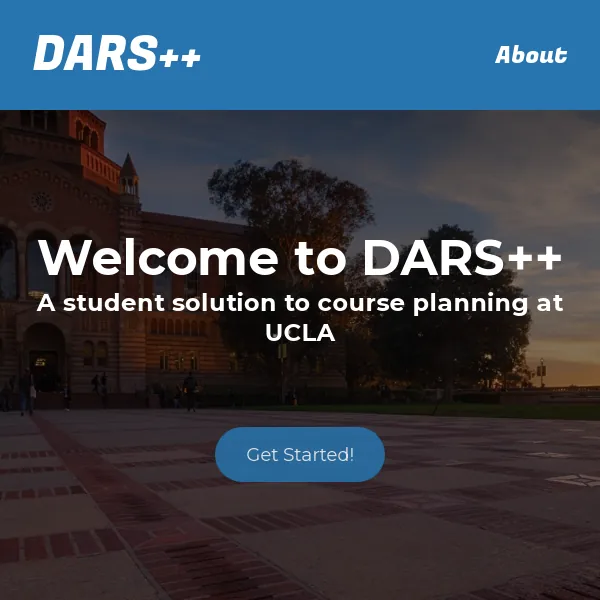 DARS++
About
Welcome to DARS++
A student solution to course planning at
UCLA
Get Started!